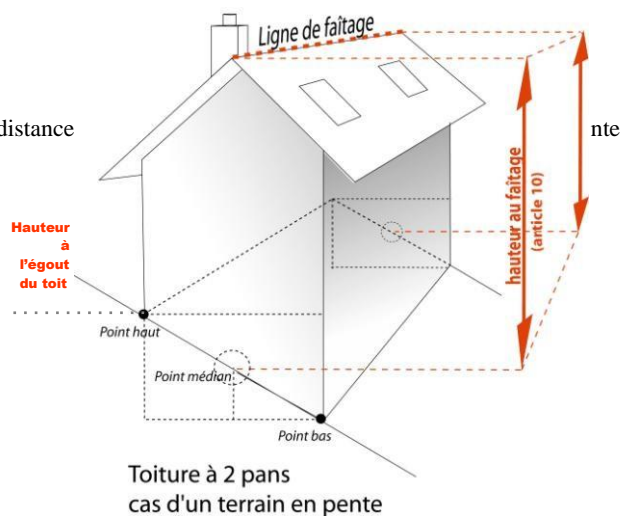 Ligne de faîtage
distance
nte
Hauteur
à
l'égout
du toit
hauteur au faîtage
(article 10)
Point haut
Point médian
Point bas
Toiture à 2 pans
cas d'un terrain en pente